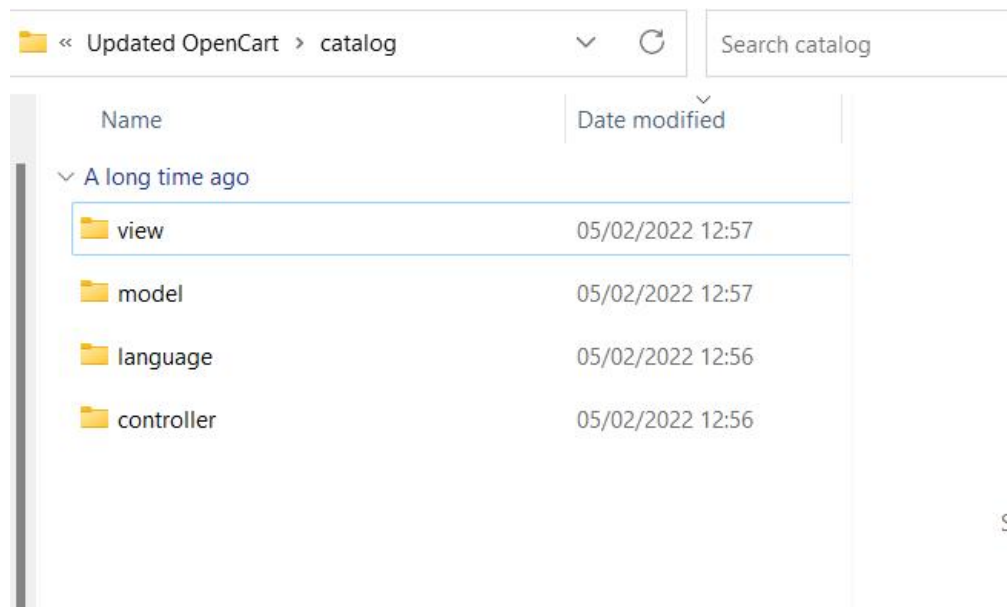 « Updated OpenCart > catalog
Search catalog
Name Date modified
A long time ago
view 05/02/2022 12:57
model 05/02/2022 12:57
language 05/02/2022 12:56
controller 05/02/2022 12:56